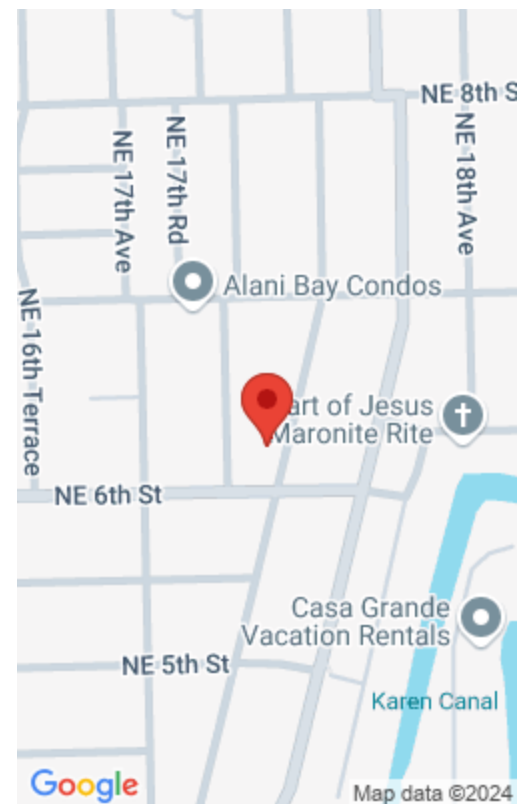 NE 8th S
NE 17th Ave
NE 17th Rd
NE 18th Ave
Alani Bay Condos
NE 16th Terrace
art of Jesus
Maronite Rite
NE 6th St
Casa Grande
Vacation Rentals
NE 5th St
Karen Canal
Google
Map data ©2024